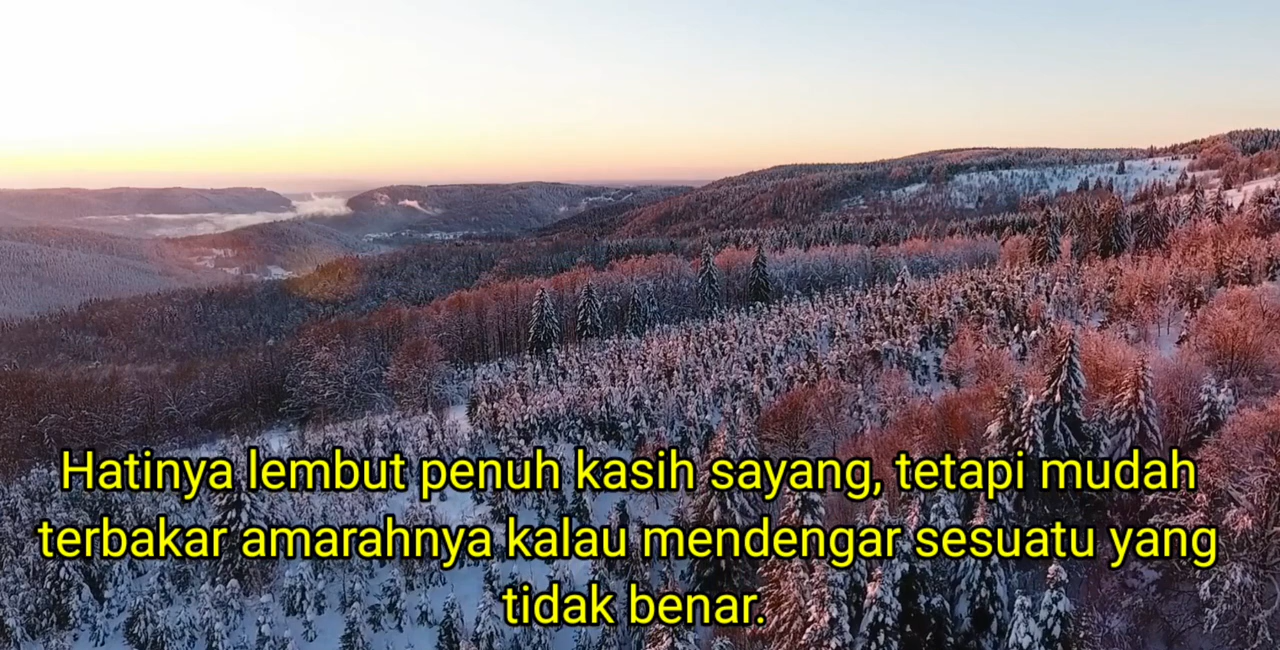 Hatinya lembut penuh kasih sayang, tetapi mudah
terbakar amarahnya kalau mendengar sesuatu yang
tidak benar.